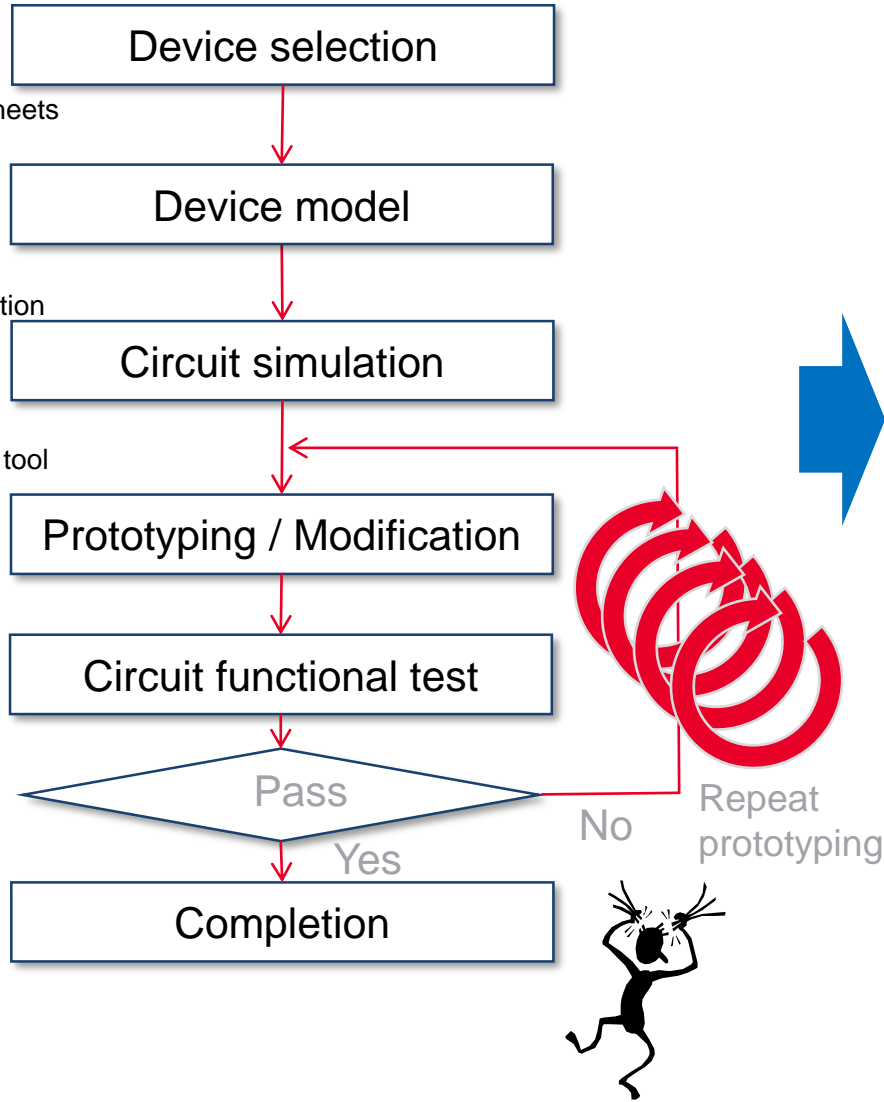 Device selection
heets
Device model
tion
Circuit simulation
tool
Prototyping / Modification
Circuit functional test
Pass
No
Repeat
prototyping
Yes
Completion